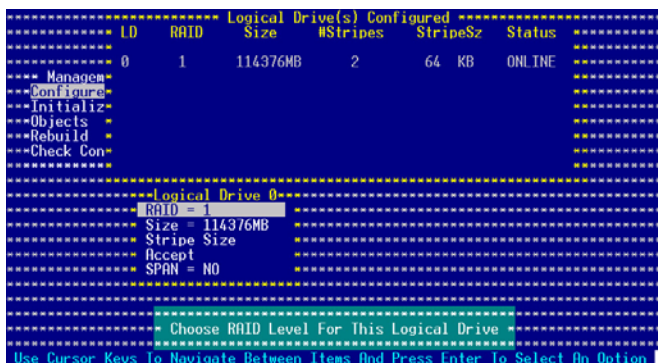 Logical Drive(s) Configured
LD RAID Size #Stripes StripeSz Status
0 1 114376MB 2 64 KB ONLINE
Managem
Configure
Initializ
Objects
Rebuild
Check Con
Logical Drive 0
RAID = 1
Size = 114376MB
Stripe Size
Accept
SPAN = NO
Choose RAID Level For This Logical Drive
Use Cursor Keys To Navigate Between Items And Press Enter To Select An Option